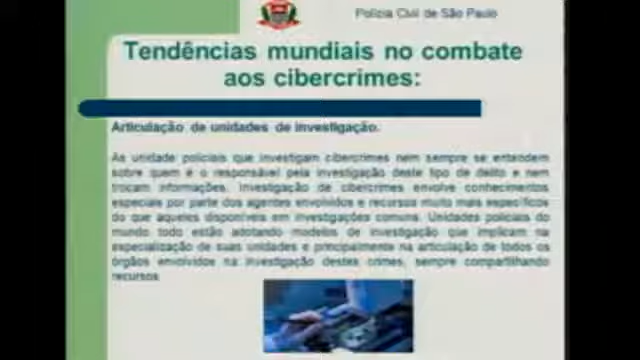 Polícia Civil de São Paulo
Tendências mundiais no combate
aos cibercrimes:
Articulação de unidades de investigação.
As unidade policiais que investigam cibercrimes nem sempre se entendem
sobre quem é o responsável pela investigação deste tipo de delito e nem
trocam informações. Investigação de cibercrimes envolve conhecimentos
especiais por parte dos agentes envolvidos e recursos muito mais específicos
do que aqueles disponíveis em investigações comuns. Unidades policiais do
mundo todo estão adotando modelos de investigação que implicam na
especialização de suas unidades e principalmente na articulação de todos os
órgãos envolvidos na investigação destes crimes, sempre compartilhando
recursos